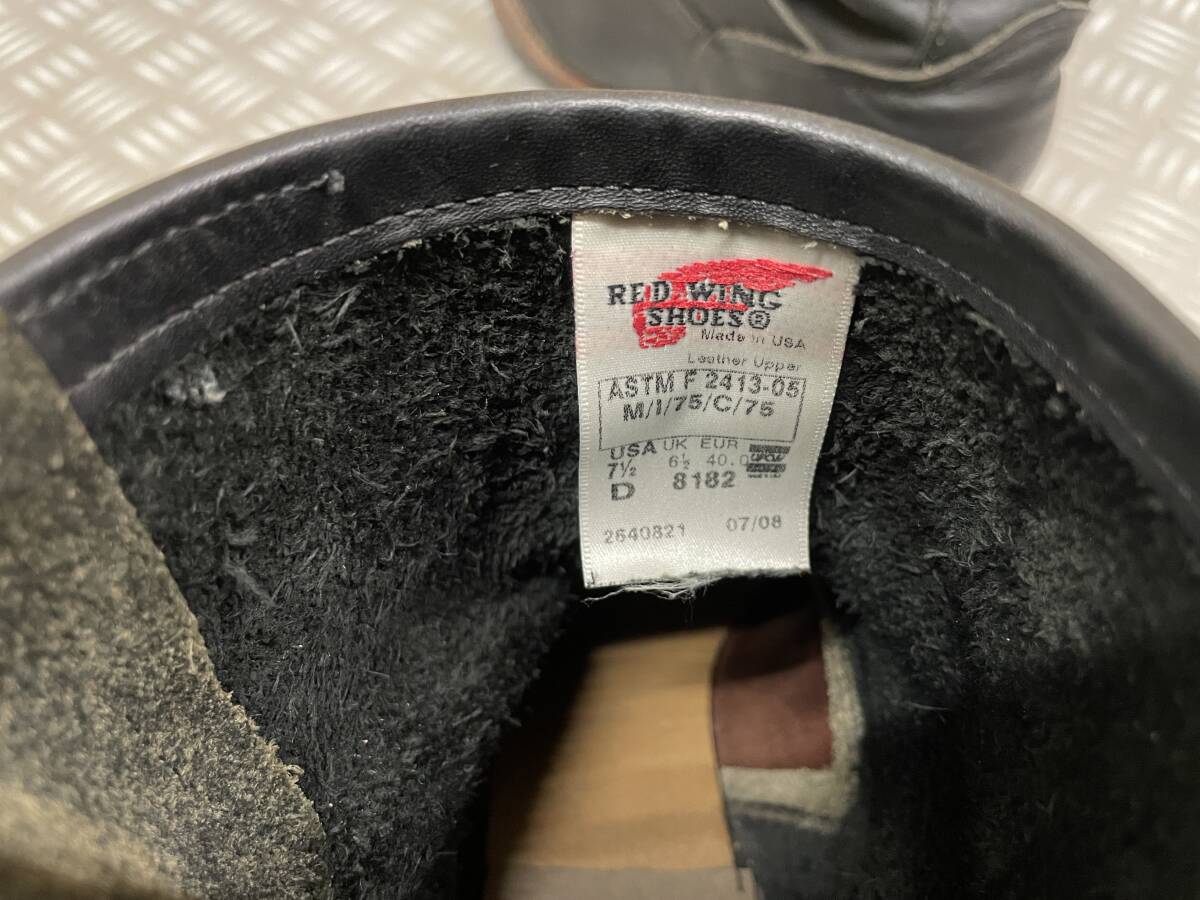 RED WING
SHOES®
Made in USA
Leather Upper
ASTM F 2413-05
M/I/75/C/75
USA UK EUR
7½ 6½ 40.0
D 8182
2640821 07/08